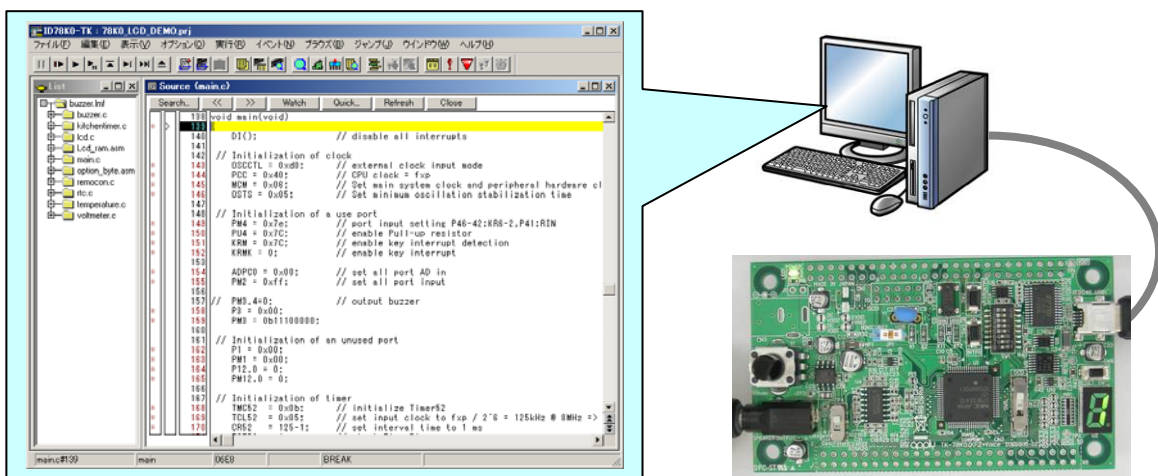 ID78K0-TK : 78K0_LCD_DEMO.prj
ファイル(F) 編集(E) 表示(V) オプション(O) 実行(R) イベント(N) ブラウズ(B) ジャンプ(J) ウインドウ(W) ヘルプ(H)
List
buzzer.lmf
buzzer.c
kitchentimer.c
lcd.c
Lcd_ram.asm
main.c
option_byte.asm
remocon.c
rtc.c
temperature.c
voltmeter.c
Source (main.c)
Search... << >> Watch Quick... Refresh Close
138 void main(void)
139 {
140 DI(); // disable all interrupts
141
142 // Initialization of clock
143 OSCCTL = 0xd0; // external clock input mode
144 PCC = 0x40; // CPU clock = fxp
145 MCM = 0x06; // Set main system clock and peripheral hardware cl
146 OSTS = 0x05; // Set minimum oscillation stabilization time
147
148 // Initialization of a use port
149 PM4 = 0x7e; // port input setting P46-42:KR6-2,P41:RIN
150 PU4 = 0x7C; // enable Pull-up resistor
151 KRM = 0x7C; // enable key interrupt detection
152 KRMK = 0; // enable key interrupt
153
154 ADPC0 = 0x00; // set all port AD in
155 PM2 = 0xff; // set all port input
156
157 // PM3.4=0; // output buzzer
158 P3 = 0x00;
159 PM3 = 0b11100000;
160
161 // Initialization of an unused port
162 P1 = 0x00;
163 PM1 = 0x00;
164 P12.0 = 0;
165 PM12.0 = 0;
166
167 // Initialization of timer
168 TMC52 = 0x0b; // initialize Timer52
169 TCL52 = 0x05; // set input clock to fxp / 2^6 = 125kHz @ 8MHz =>
170 CR52 = 125-1; // set interval time to 1 ms
main.c#139 main 06E8 BREAK
MADE IN JAPAN